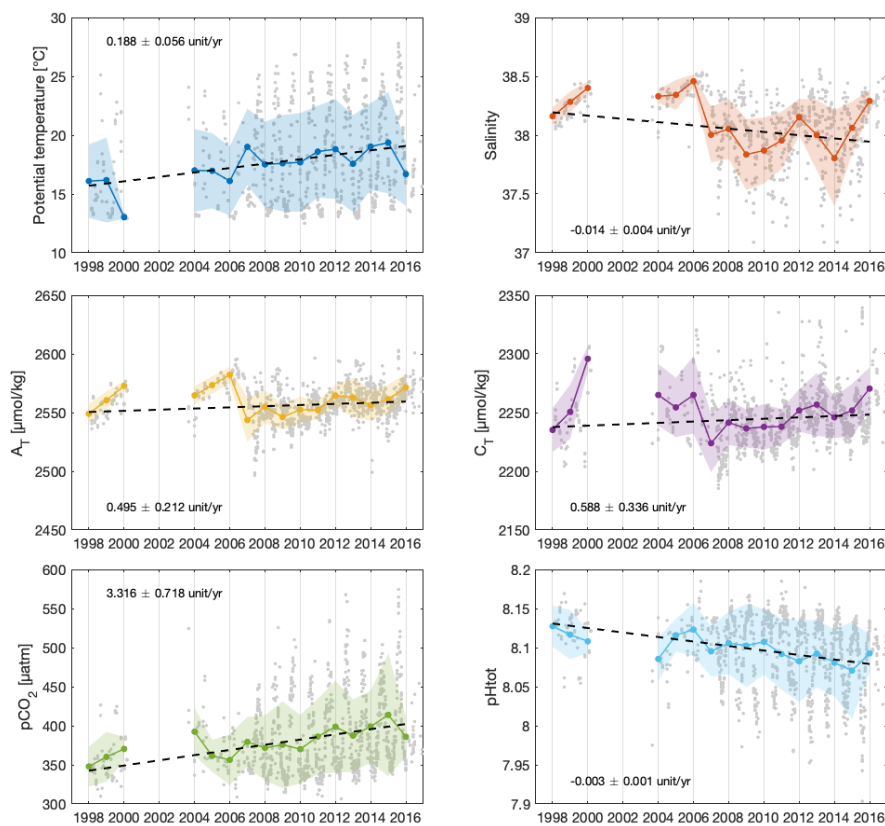 30
25
20
15
10
Potential temperature [°C]
0.188 ± 0.056 unit/yr
1998 2000 2002 2004 2006 2008 2010 2012 2014 2016
39
38.5
38
37.5
37
Salinity
-0.014 ± 0.004 unit/yr
1998 2000 2002 2004 2006 2008 2010 2012 2014 2016
2650
2600
2550
2500
2450
A_T [µmol/kg]
0.495 ± 0.212 unit/yr
1998 2000 2002 2004 2006 2008 2010 2012 2014 2016
2350
2300
2250
2200
2150
C_T [µmol/kg]
0.588 ± 0.336 unit/yr
1998 2000 2002 2004 2006 2008 2010 2012 2014 2016
600
550
500
450
400
350
300
pCO₂ [µatm]
3.316 ± 0.718 unit/yr
1998 2000 2002 2004 2006 2008 2010 2012 2014 2016
8.2
8.15
8.1
8.05
8
7.95
7.9
pHtot
-0.003 ± 0.001 unit/yr
1998 2000 2002 2004 2006 2008 2010 2012 2014 2016